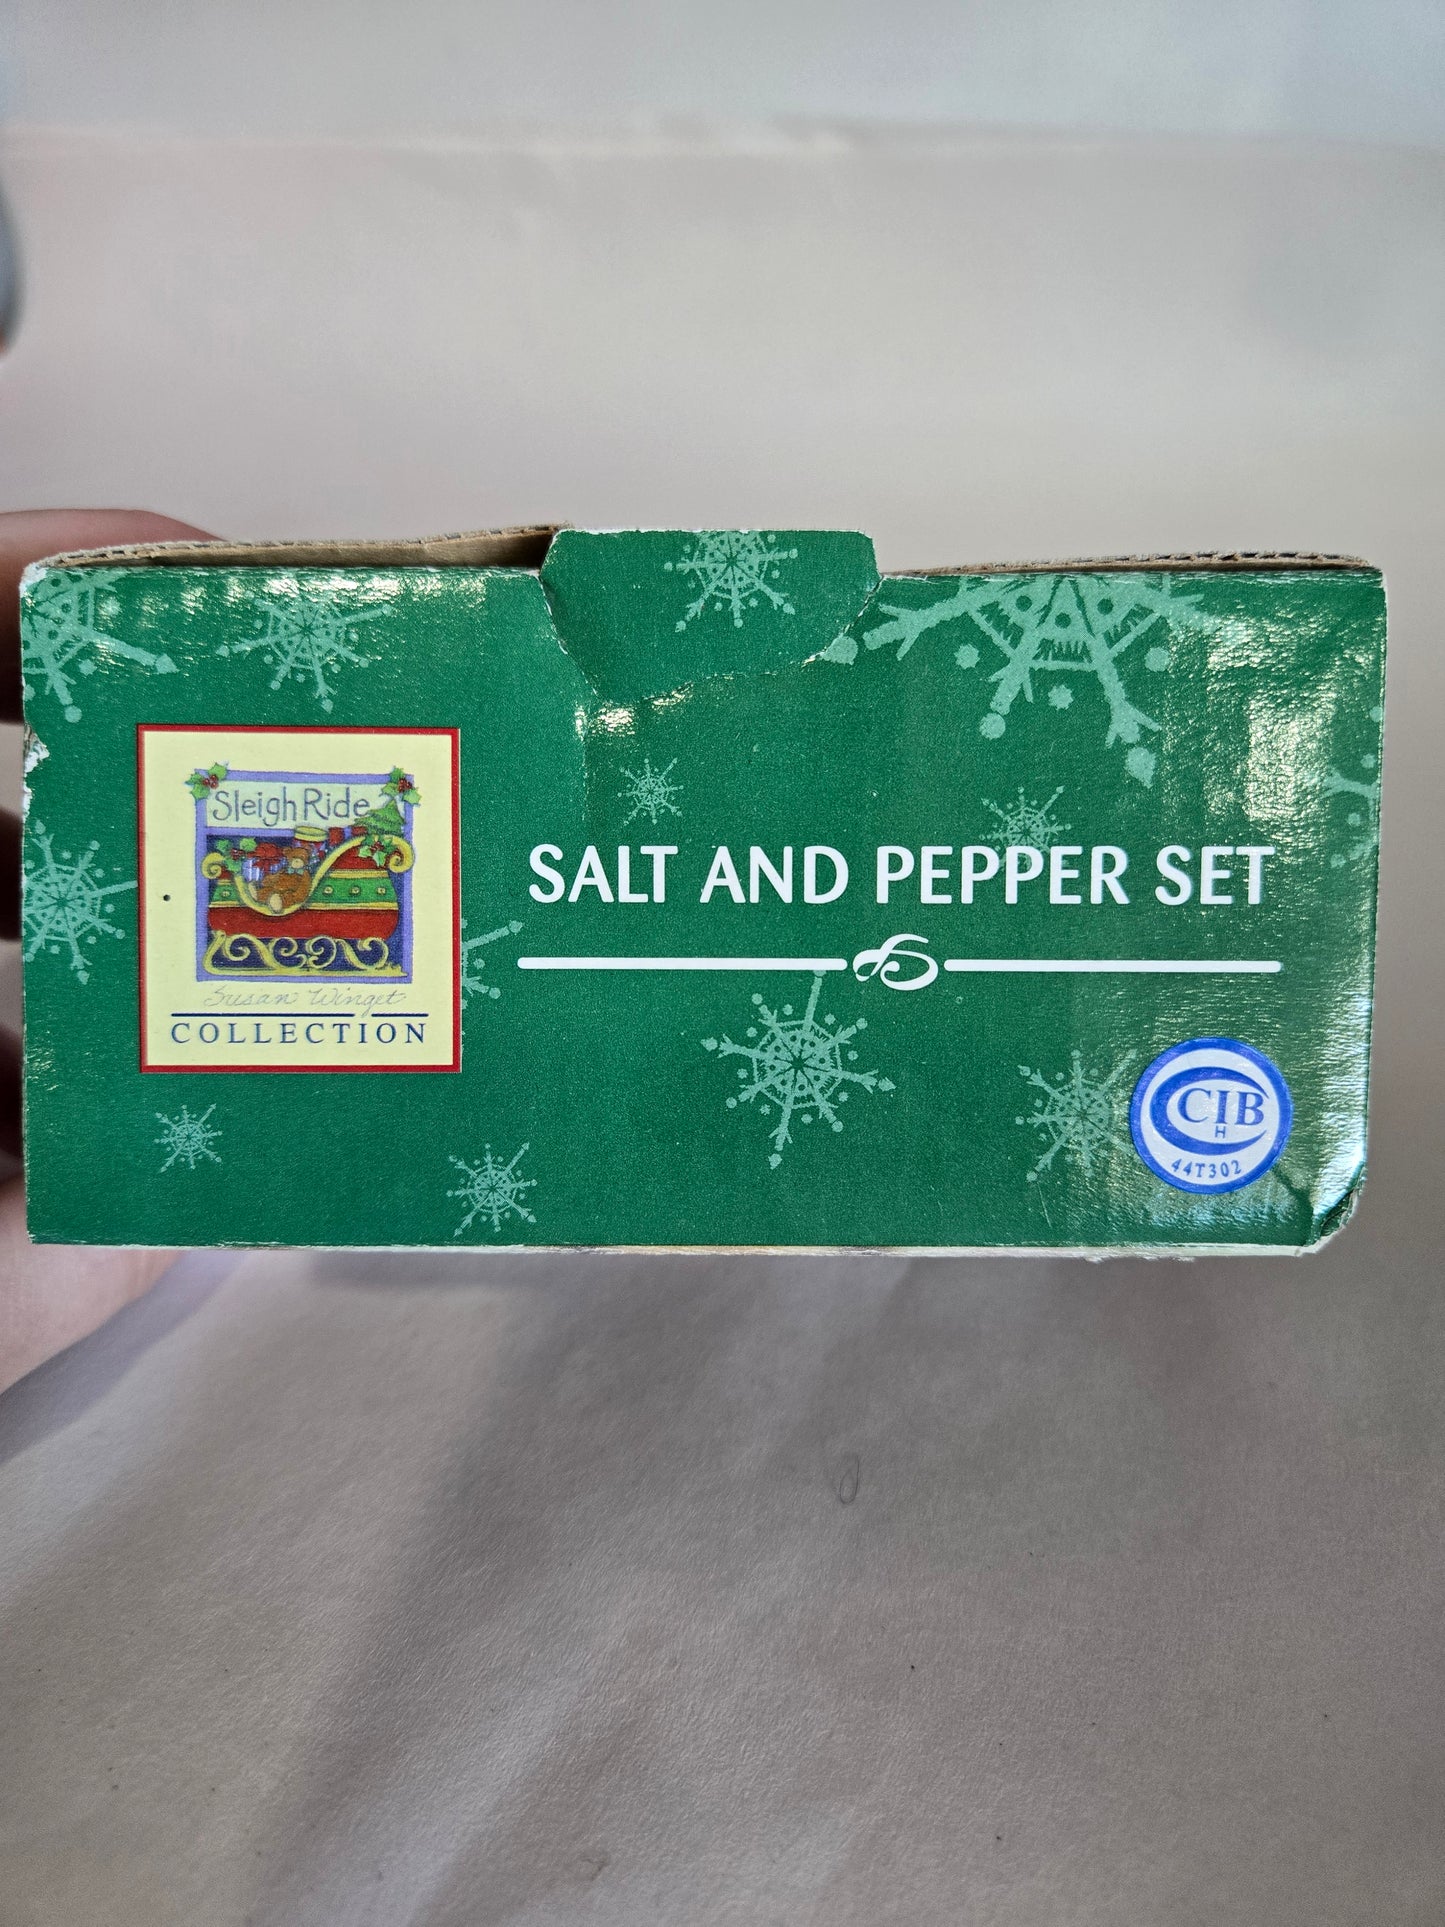 Sleigh Ride
Susan Winget
COLLECTION
SALT AND PEPPER SET
CIB
H
44T302